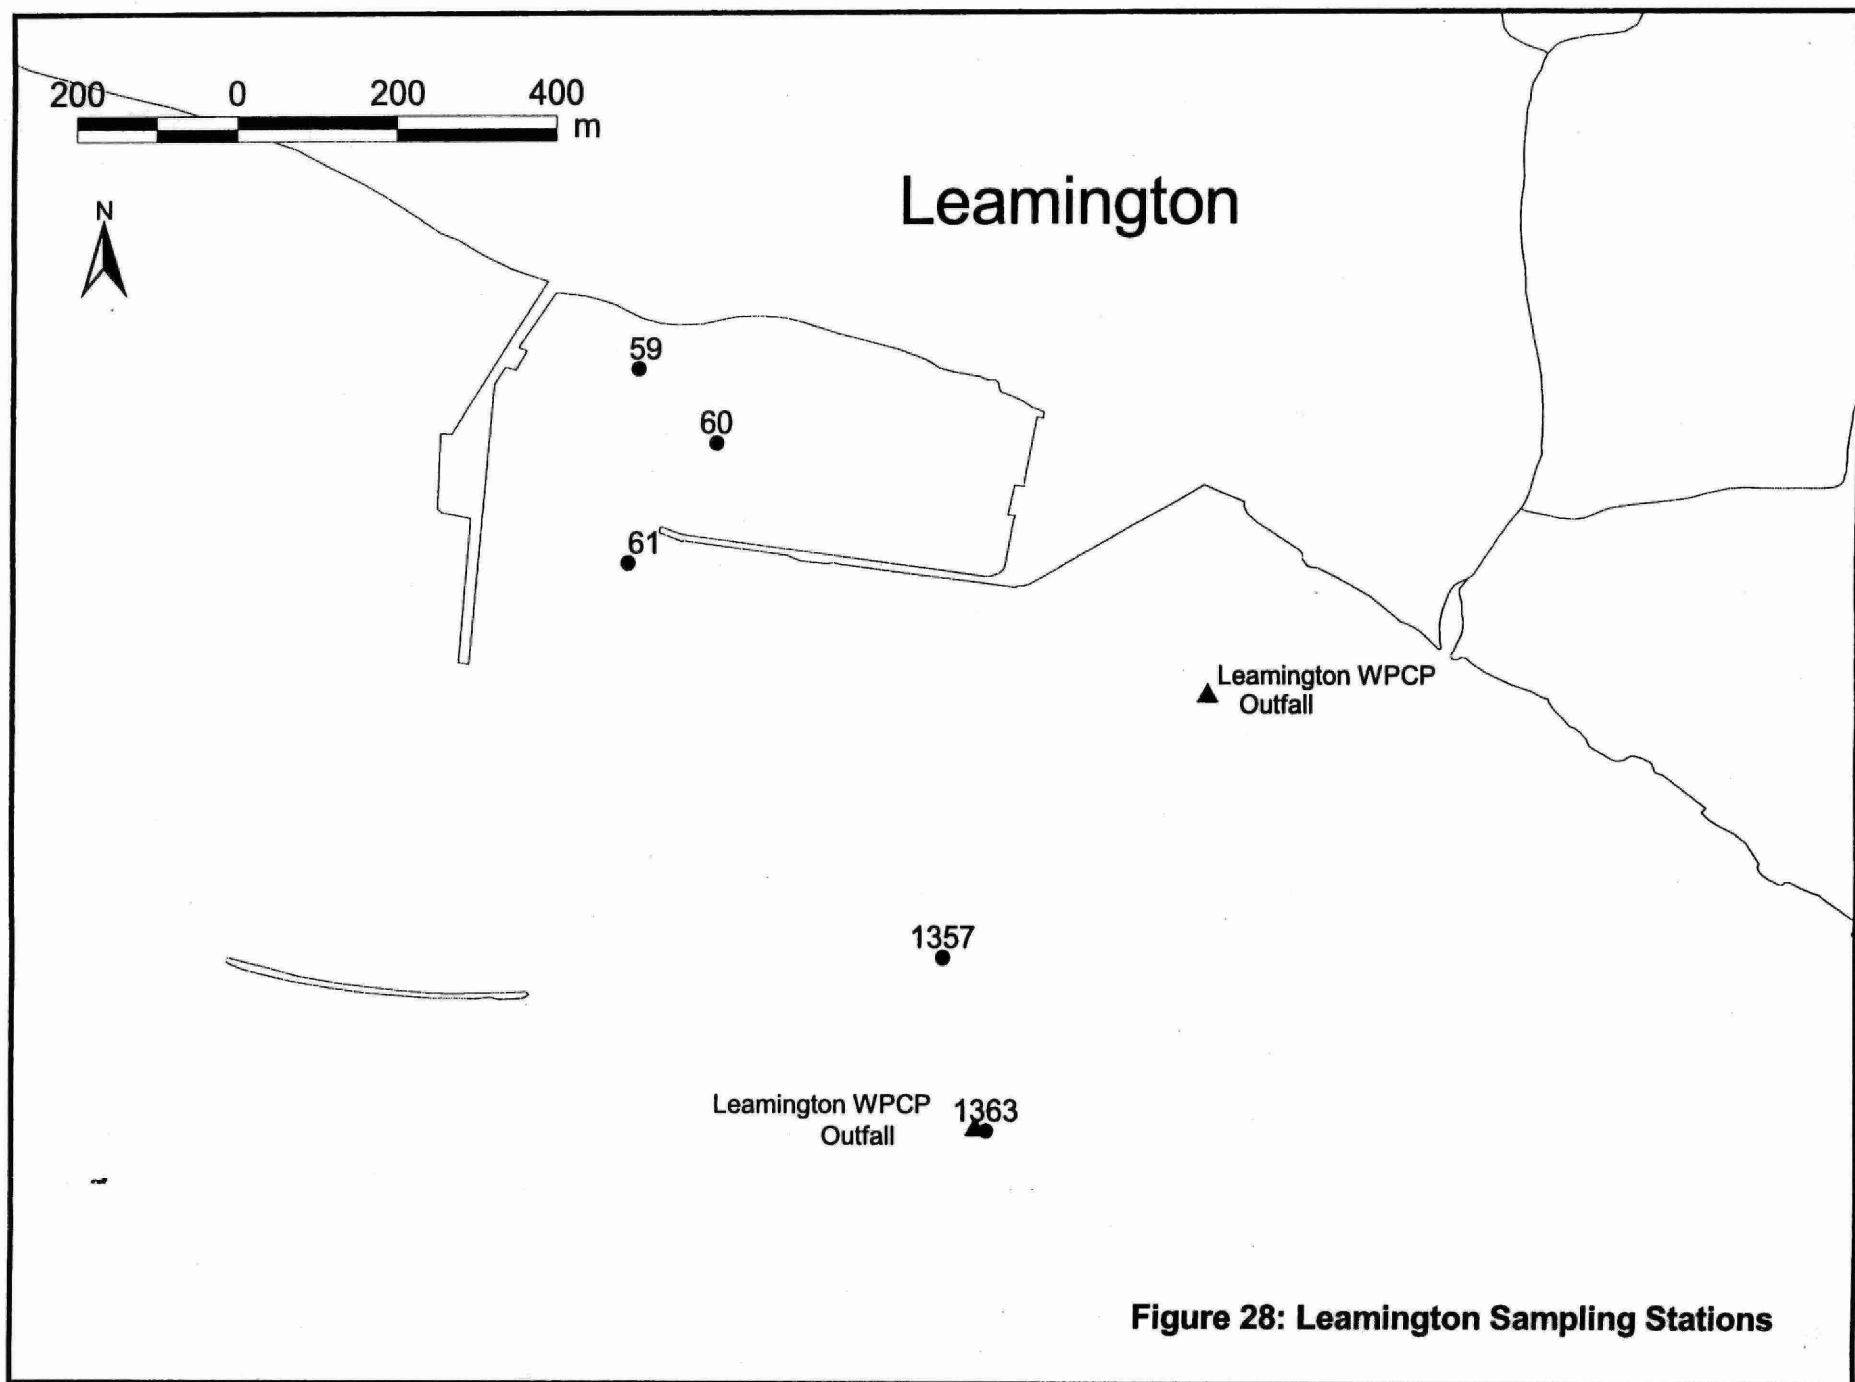 200 0 200 400
m
N
Leamington
59
60
61
Leamington WPCP
Outfall
1357
Leamington WPCP
Outfall
1363
Figure 28: Leamington Sampling Stations